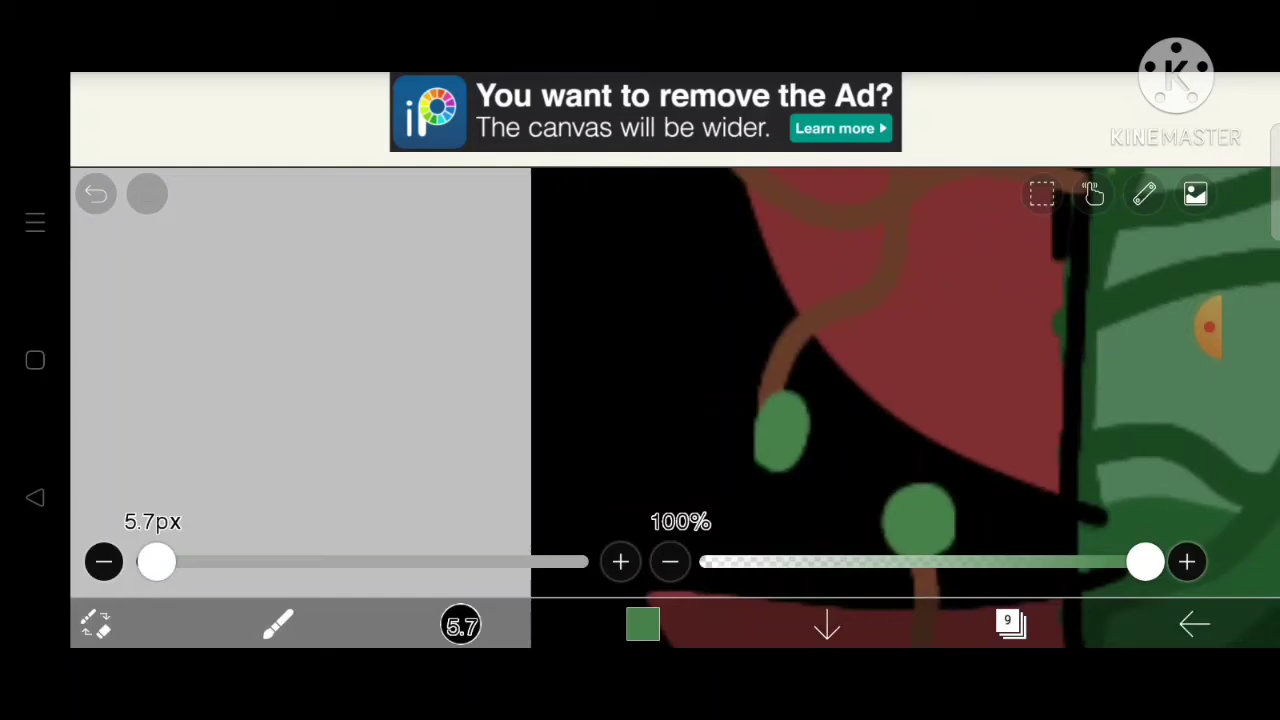 You want to remove the Ad?
The canvas will be wider.
Learn more
iP
K
KINEMASTER
5.7px
100%
5.7
9